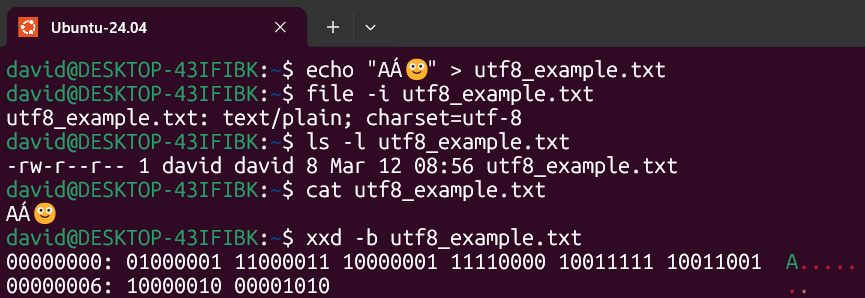 Ubuntu-24.04
david@DESKTOP-43IFIBK:~$ echo "AÁ🙂" > utf8_example.txt
david@DESKTOP-43IFIBK:~$ file -i utf8_example.txt
utf8_example.txt: text/plain; charset=utf-8
david@DESKTOP-43IFIBK:~$ ls -l utf8_example.txt
-rw-r--r-- 1 david david 8 Mar 12 08:56 utf8_example.txt
david@DESKTOP-43IFIBK:~$ cat utf8_example.txt
AÁ🙂
david@DESKTOP-43IFIBK:~$ xxd -b utf8_example.txt
00000000: 01000001 11000011 10000001 11110000 10011111 10011001  A.....
00000006: 10000010 00001010                                      ..